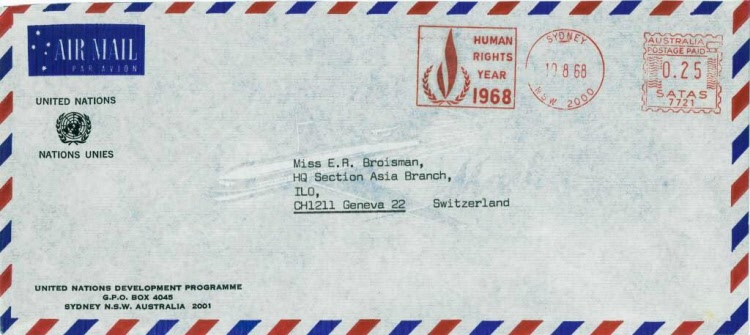 AIR MAIL
PAR AVION
UNITED NATIONS
NATIONS UNIES
HUMAN
RIGHTS
YEAR
1968
SYDNEY
8 68
N.S.W. 2000
AUSTRALIA
POSTAGE PAID
0.25
SATAS
7721
Miss E.R. Broisman,
HQ Section Asia Branch,
ILO,
CH1211 Geneva 22 Switzerland
UNITED NATIONS DEVELOPMENT PROGRAMME
G.P.O. BOX 4045
SYDNEY N.S.W. AUSTRALIA 2001